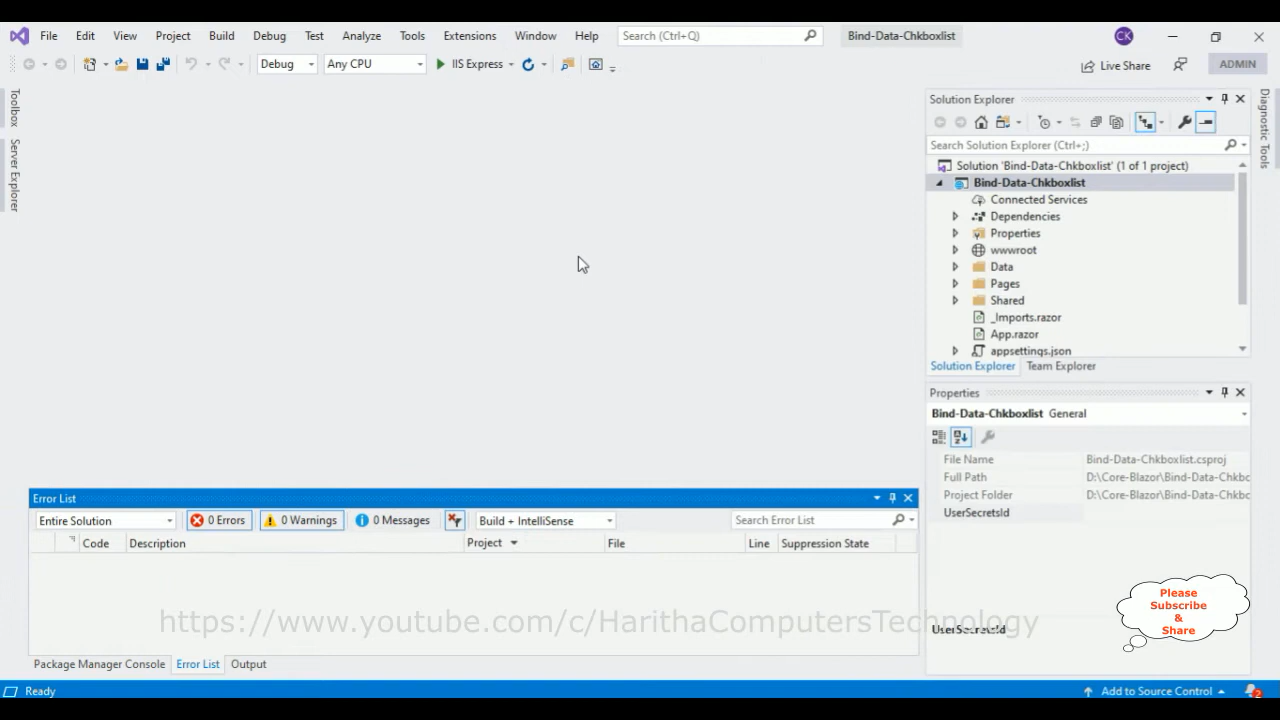 File Edit View Project Build Debug Test Analyze Tools Extensions Window Help Search (Ctrl+Q) Bind-Data-Chkboxlist CK
Debug Any CPU IIS Express Live Share ADMIN
Toolbox
Server Explorer
Diagnostic Tools
Solution Explorer
Search Solution Explorer (Ctrl+;)
Solution 'Bind-Data-Chkboxlist' (1 of 1 project)
Bind-Data-Chkboxlist
Connected Services
Dependencies
Properties
wwwroot
Data
Pages
Shared
_Imports.razor
App.razor
appsettings.json
Solution Explorer Team Explorer
Properties
Bind-Data-Chkboxlist General
File Name Bind-Data-Chkboxlist.csproj
Full Path D:\Core-Blazor\Bind-Data-Chkbc
Project Folder D:\Core-Blazor\Bind-Data-Chkbc
UserSecretsId
UserSecretsId
Error List
Entire Solution 0 Errors 0 Warnings 0 Messages Build + IntelliSense Search Error List
Code Description Project File Line Suppression State
https://www.youtube.com/c/HarithaComputersTechnology
Please
Subscribe
&
Share
Package Manager Console Error List Output
Ready Add to Source Control 2